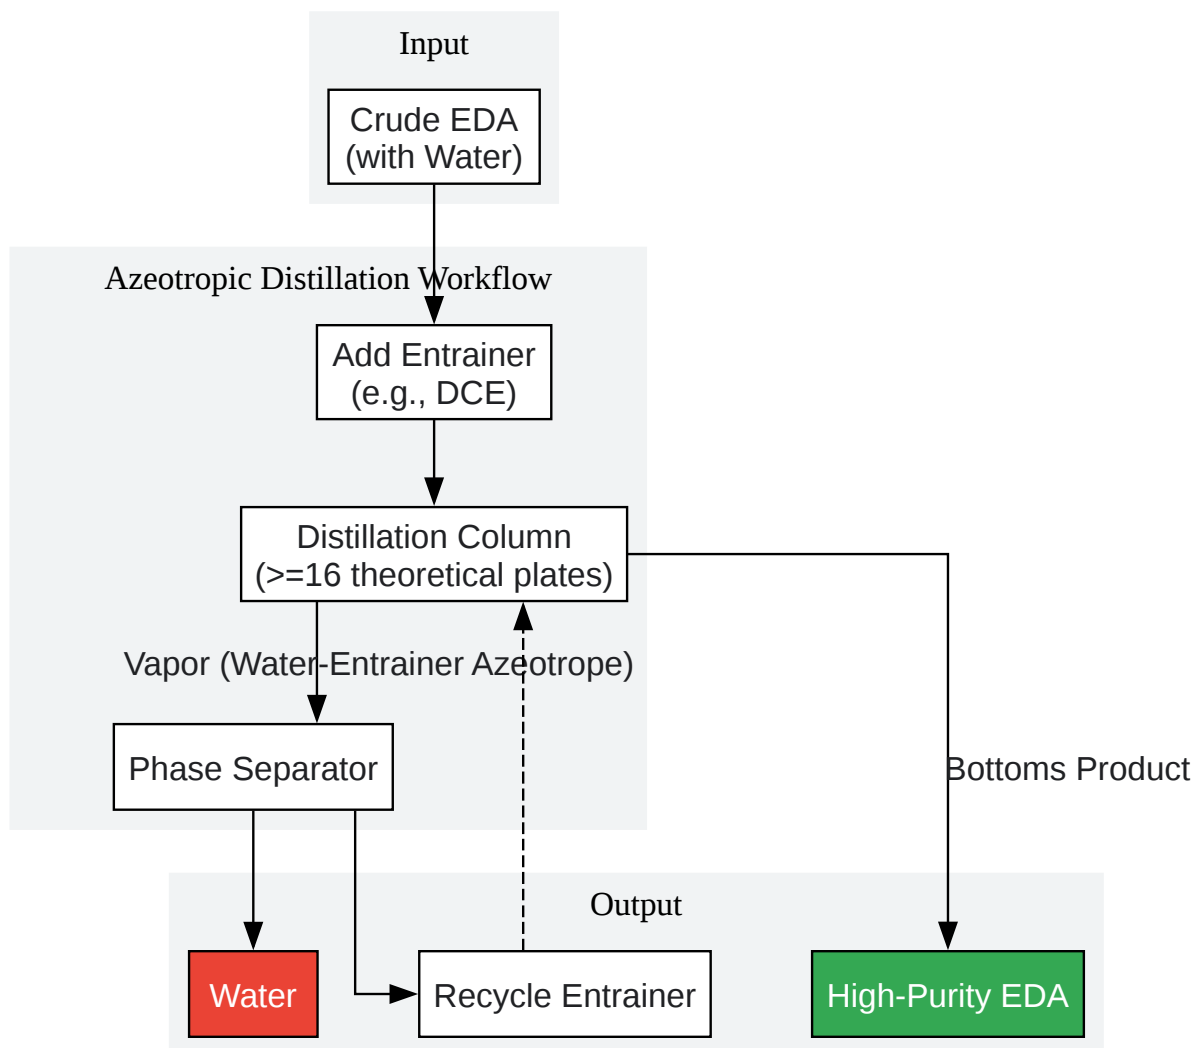 Input
Crude EDA
(with Water)
Azeotropic Distillation Workflow
Add Entrainer
(e.g., DCE)
Distillation Column
(>=16 theoretical plates)
Vapor (Water-Entrainer Azeotrope)
Phase Separator
Bottoms Product
Output
Water
Recycle Entrainer
High-Purity EDA